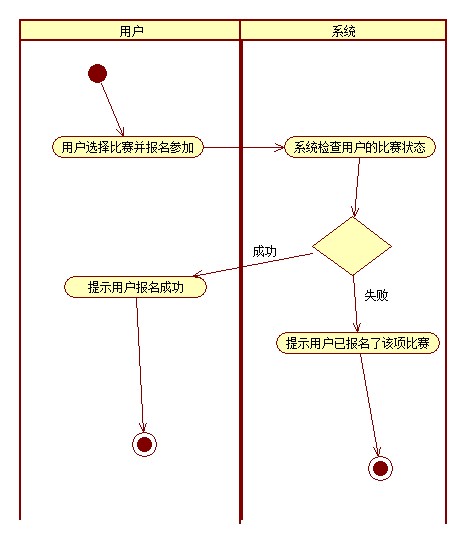 用户
系统
用户选择比赛并报名参加
系统检查用户的比赛状态
成功
提示用户报名成功
失败
提示用户已报名了该项比赛